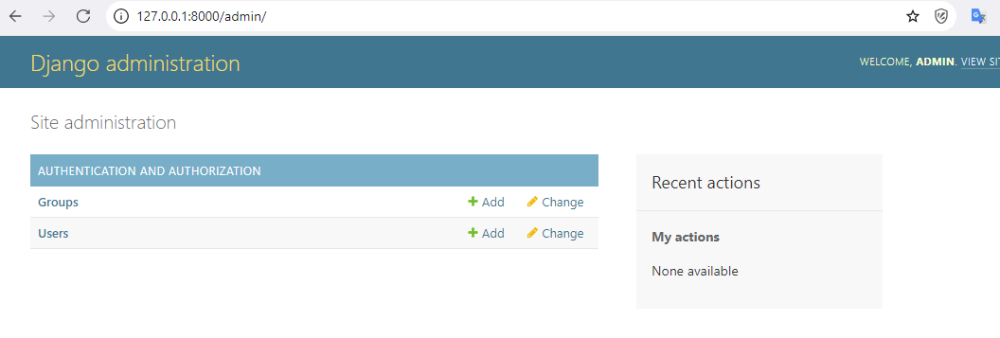 127.0.0.1:8000/admin/
Django administration
WELCOME, ADMIN. VIEW SIT
Site administration
AUTHENTICATION AND AUTHORIZATION
Groups Add Change
Users Add Change
Recent actions
My actions
None available